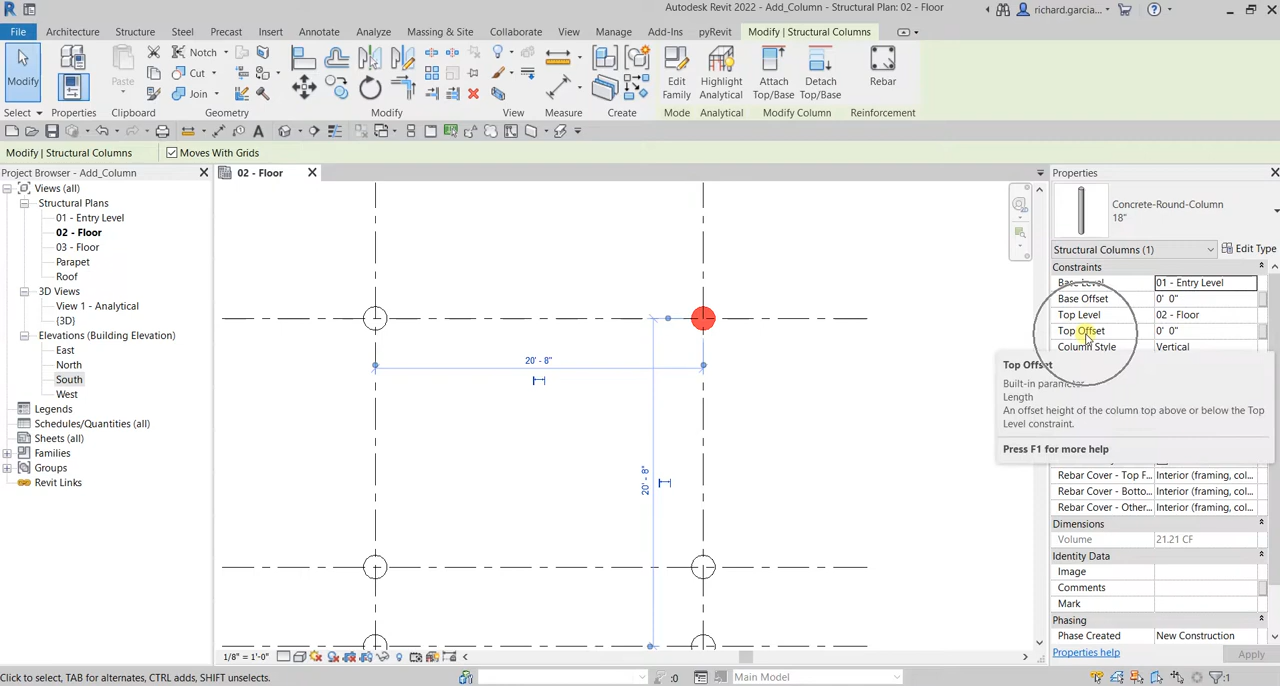 Autodesk Revit 2022 - Add_Column - Structural Plan: 02 - Floor
richard.garcia...
File Architecture Structure Steel Precast Insert Annotate Analyze Massing & Site Collaborate View Manage Add-Ins pyRevit Modify | Structural Columns
Modify
Paste
Notch
Cut
Join
Edit Family
Highlight Analytical
Attach Top/Base
Detach Top/Base
Rebar
Select Properties Clipboard Geometry Modify View Measure Create Mode Analytical Modify Column Reinforcement
Modify | Structural Columns Moves With Grids
Project Browser - Add_Column
Views (all)
Structural Plans
01 - Entry Level
02 - Floor
03 - Floor
Parapet
Roof
3D Views
View 1 - Analytical
{3D}
Elevations (Building Elevation)
East
North
South
West
Legends
Schedules/Quantities (all)
Sheets (all)
Families
Groups
Revit Links
02 - Floor
20' - 8"
20' - 8"
1/8" = 1'-0"
Properties
Concrete-Round-Column
18"
Structural Columns (1) Edit Type
Constraints
Base Level 01 - Entry Level
Base Offset 0' 0"
Top Level 02 - Floor
Top Offset 0' 0"
Column Style Vertical
Top Offset
Built-in parameter
Length
An offset height of the column top above or below the Top
Level constraint.
Press F1 for more help
Rebar Cover - Top F... Interior (framing, col...
Rebar Cover - Botto... Interior (framing, col...
Rebar Cover - Other... Interior (framing, col...
Dimensions
Volume 21.21 CF
Identity Data
Image
Comments
Mark
Phasing
Phase Created New Construction
Properties help Apply
Click to select, TAB for alternates, CTRL adds, SHIFT unselects.
:0
Main Model
:1